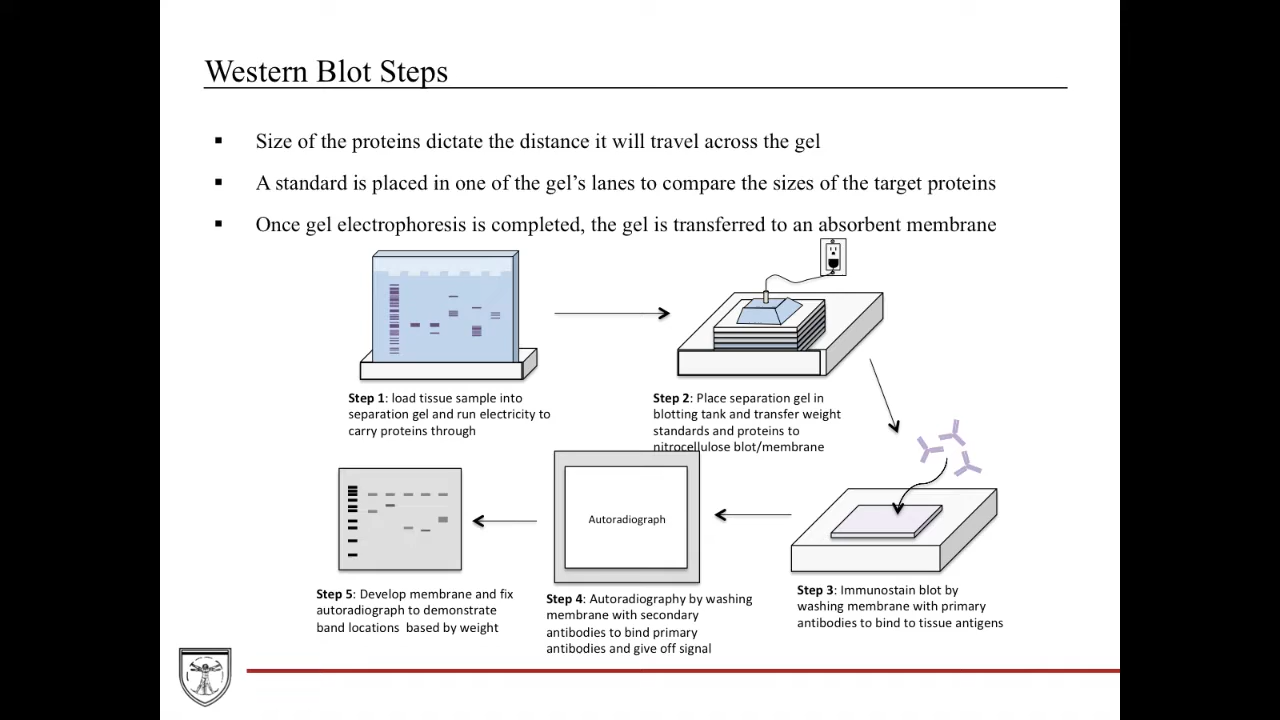 Western Blot Steps
Size of the proteins dictate the distance it will travel across the gel
A standard is placed in one of the gel's lanes to compare the sizes of the target proteins
Once gel electrophoresis is completed, the gel is transferred to an absorbent membrane
Step 1: load tissue sample into
separation gel and run electricity to
carry proteins through
Step 2: Place separation gel in
blotting tank and transfer weight
standards and proteins to
nitrocellulose blot/membrane
Step 3: Immunostain blot by
washing membrane with primary
antibodies to bind to tissue antigens
Autoradiograph
Step 4: Autoradiography by washing
membrane with secondary
antibodies to bind primary
antibodies and give off signal
Step 5: Develop membrane and fix
autoradiograph to demonstrate
band locations  based by weight